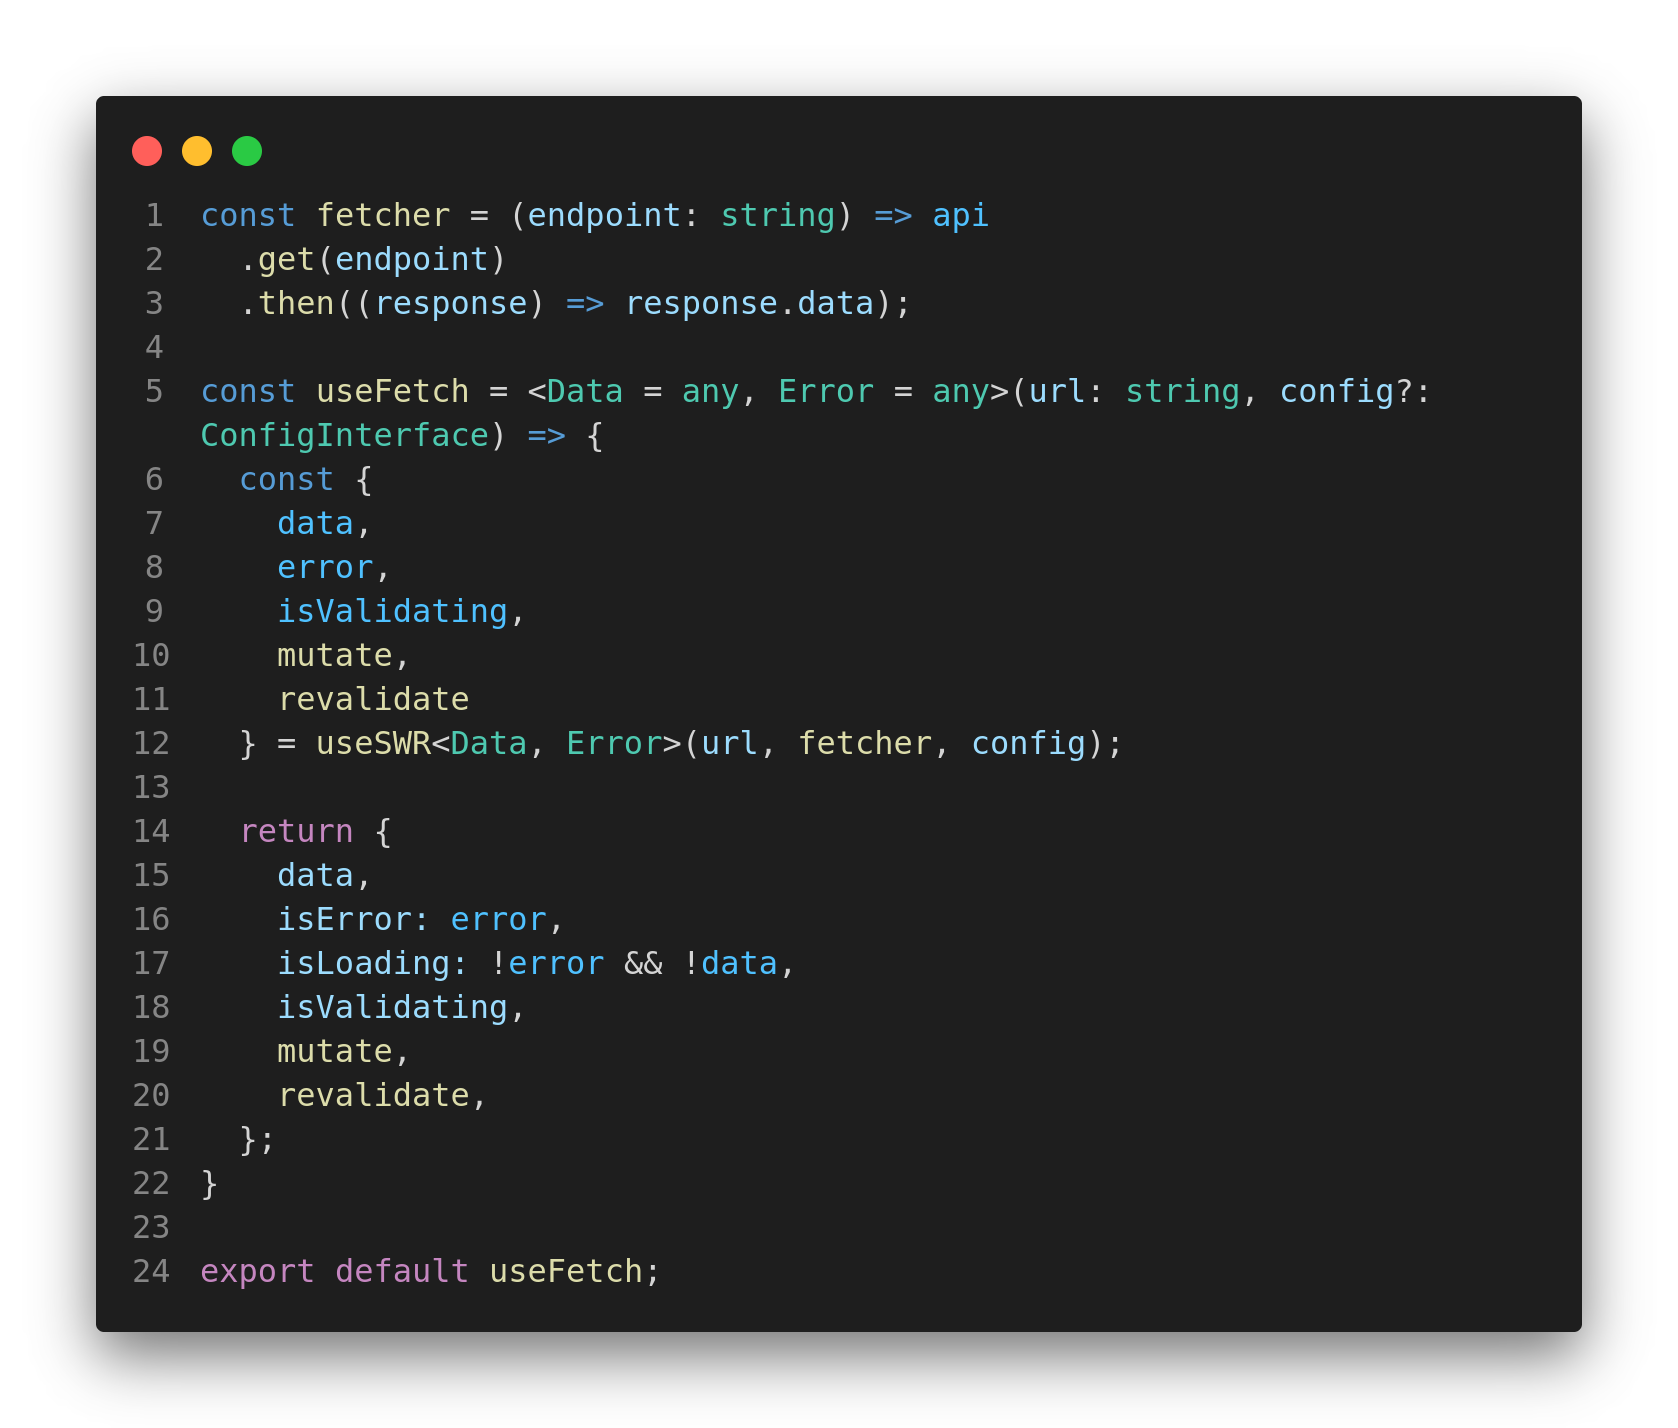 1 const fetcher = (endpoint: string) => api
2   .get(endpoint)
3   .then((response) => response.data);
4
5 const useFetch = <Data = any, Error = any>(url: string, config?:
ConfigInterface) => {
6   const {
7     data,
8     error,
9     isValidating,
10     mutate,
11     revalidate
12   } = useSWR<Data, Error>(url, fetcher, config);
13
14   return {
15     data,
16     isError: error,
17     isLoading: !error && !data,
18     isValidating,
19     mutate,
20     revalidate,
21   };
22 }
23
24 export default useFetch;